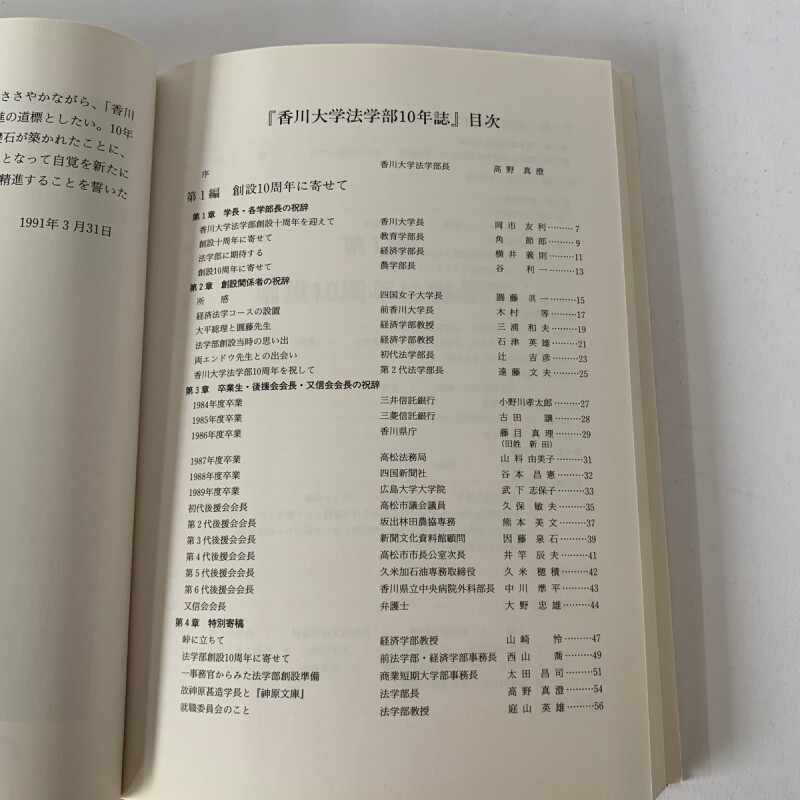 ささやかながら、「香川
進の道標としたい。10年
礎石が築かれたことに、
となって自覚を新たに
精進することを誓いた
1991年3月31日
『香川大学法学部10年誌』目次
序 香川大学法学部長 高野真澄
第1編 創設10周年に寄せて
第1章 学長・各学部長の祝辞
香川大学法学部創設十周年を迎えて 香川大学長 岡市友利………7
創設十周年に寄せて 教育学部長 角節郎………9
法学部に期待する 経済学部長 横井義則………11
創設10周年に寄せて 農学部長 谷利一………13
第2章 創設関係者の祝辞
所感 四国女子大学長 圓藤眞一………15
経済法学コースの設置 前香川大学長 木村等………17
大平総理と圓藤先生 経済学部教授 三浦和夫………19
法学部創設当時の思い出 経済学部教授 石津英雄………21
両エンドウ先生との出会い 初代法学部長 辻吉彦………23
香川大学法学部10周年を祝して 第2代法学部長 遠藤文夫………25
第3章 卒業生・後援会会長・又信会会長の祝辞
1984年度卒業 三井信託銀行 小野川孝太郎………27
1985年度卒業 三菱信託銀行 古田譲………28
1986年度卒業 香川県庁 藤目真理………29
(旧姓 新田)
1987年度卒業 高松法務局 山科由美子………31
1988年度卒業 四国新聞社 谷本昌憲………32
1989年度卒業 広島大学大学院 武下志保子………33
初代後援会会長 高松市議会議員 久保敏夫………35
第2代後援会会長 坂出林田農協専務 熊本美文………37
第3代後援会会長 新聞文化資料館顧問 因藤泉石………39
第4代後援会会長 高松市市長公室次長 井竿辰夫………41
第5代後援会会長 久米加石油専務取締役 久米穂積………42
第6代後援会会長 香川県立中央病院外科部長 中川準平………43
又信会会長 弁護士 大野忠雄………44
第4章 特別寄稿
峠に立ちて 経済学部教授 山崎怜………47
法学部創設10周年に寄せて 前法学部・経済学部事務長 西山喬………49
一事務官からみた法学部創設準備 商業短期大学部事務長 太田昌司………51
故神原甚造学長と『神原文庫』 法学部長 高野真澄………54
就職委員会のこと 法学部教授 庭山英雄………56